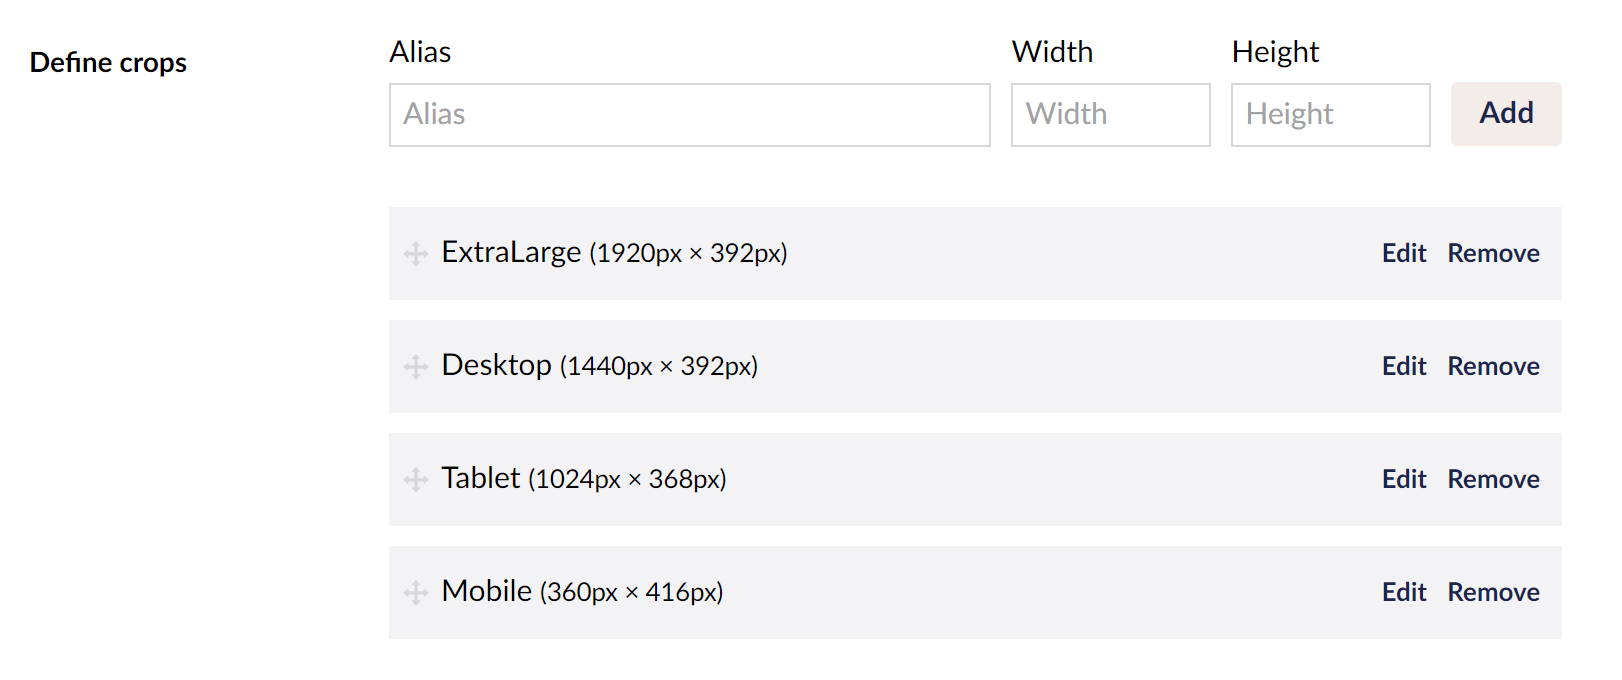 Define crops
Alias Width Height
Alias Width Height Add
ExtraLarge (1920px × 392px) Edit Remove
Desktop (1440px × 392px) Edit Remove
Tablet (1024px × 368px) Edit Remove
Mobile (360px × 416px) Edit Remove